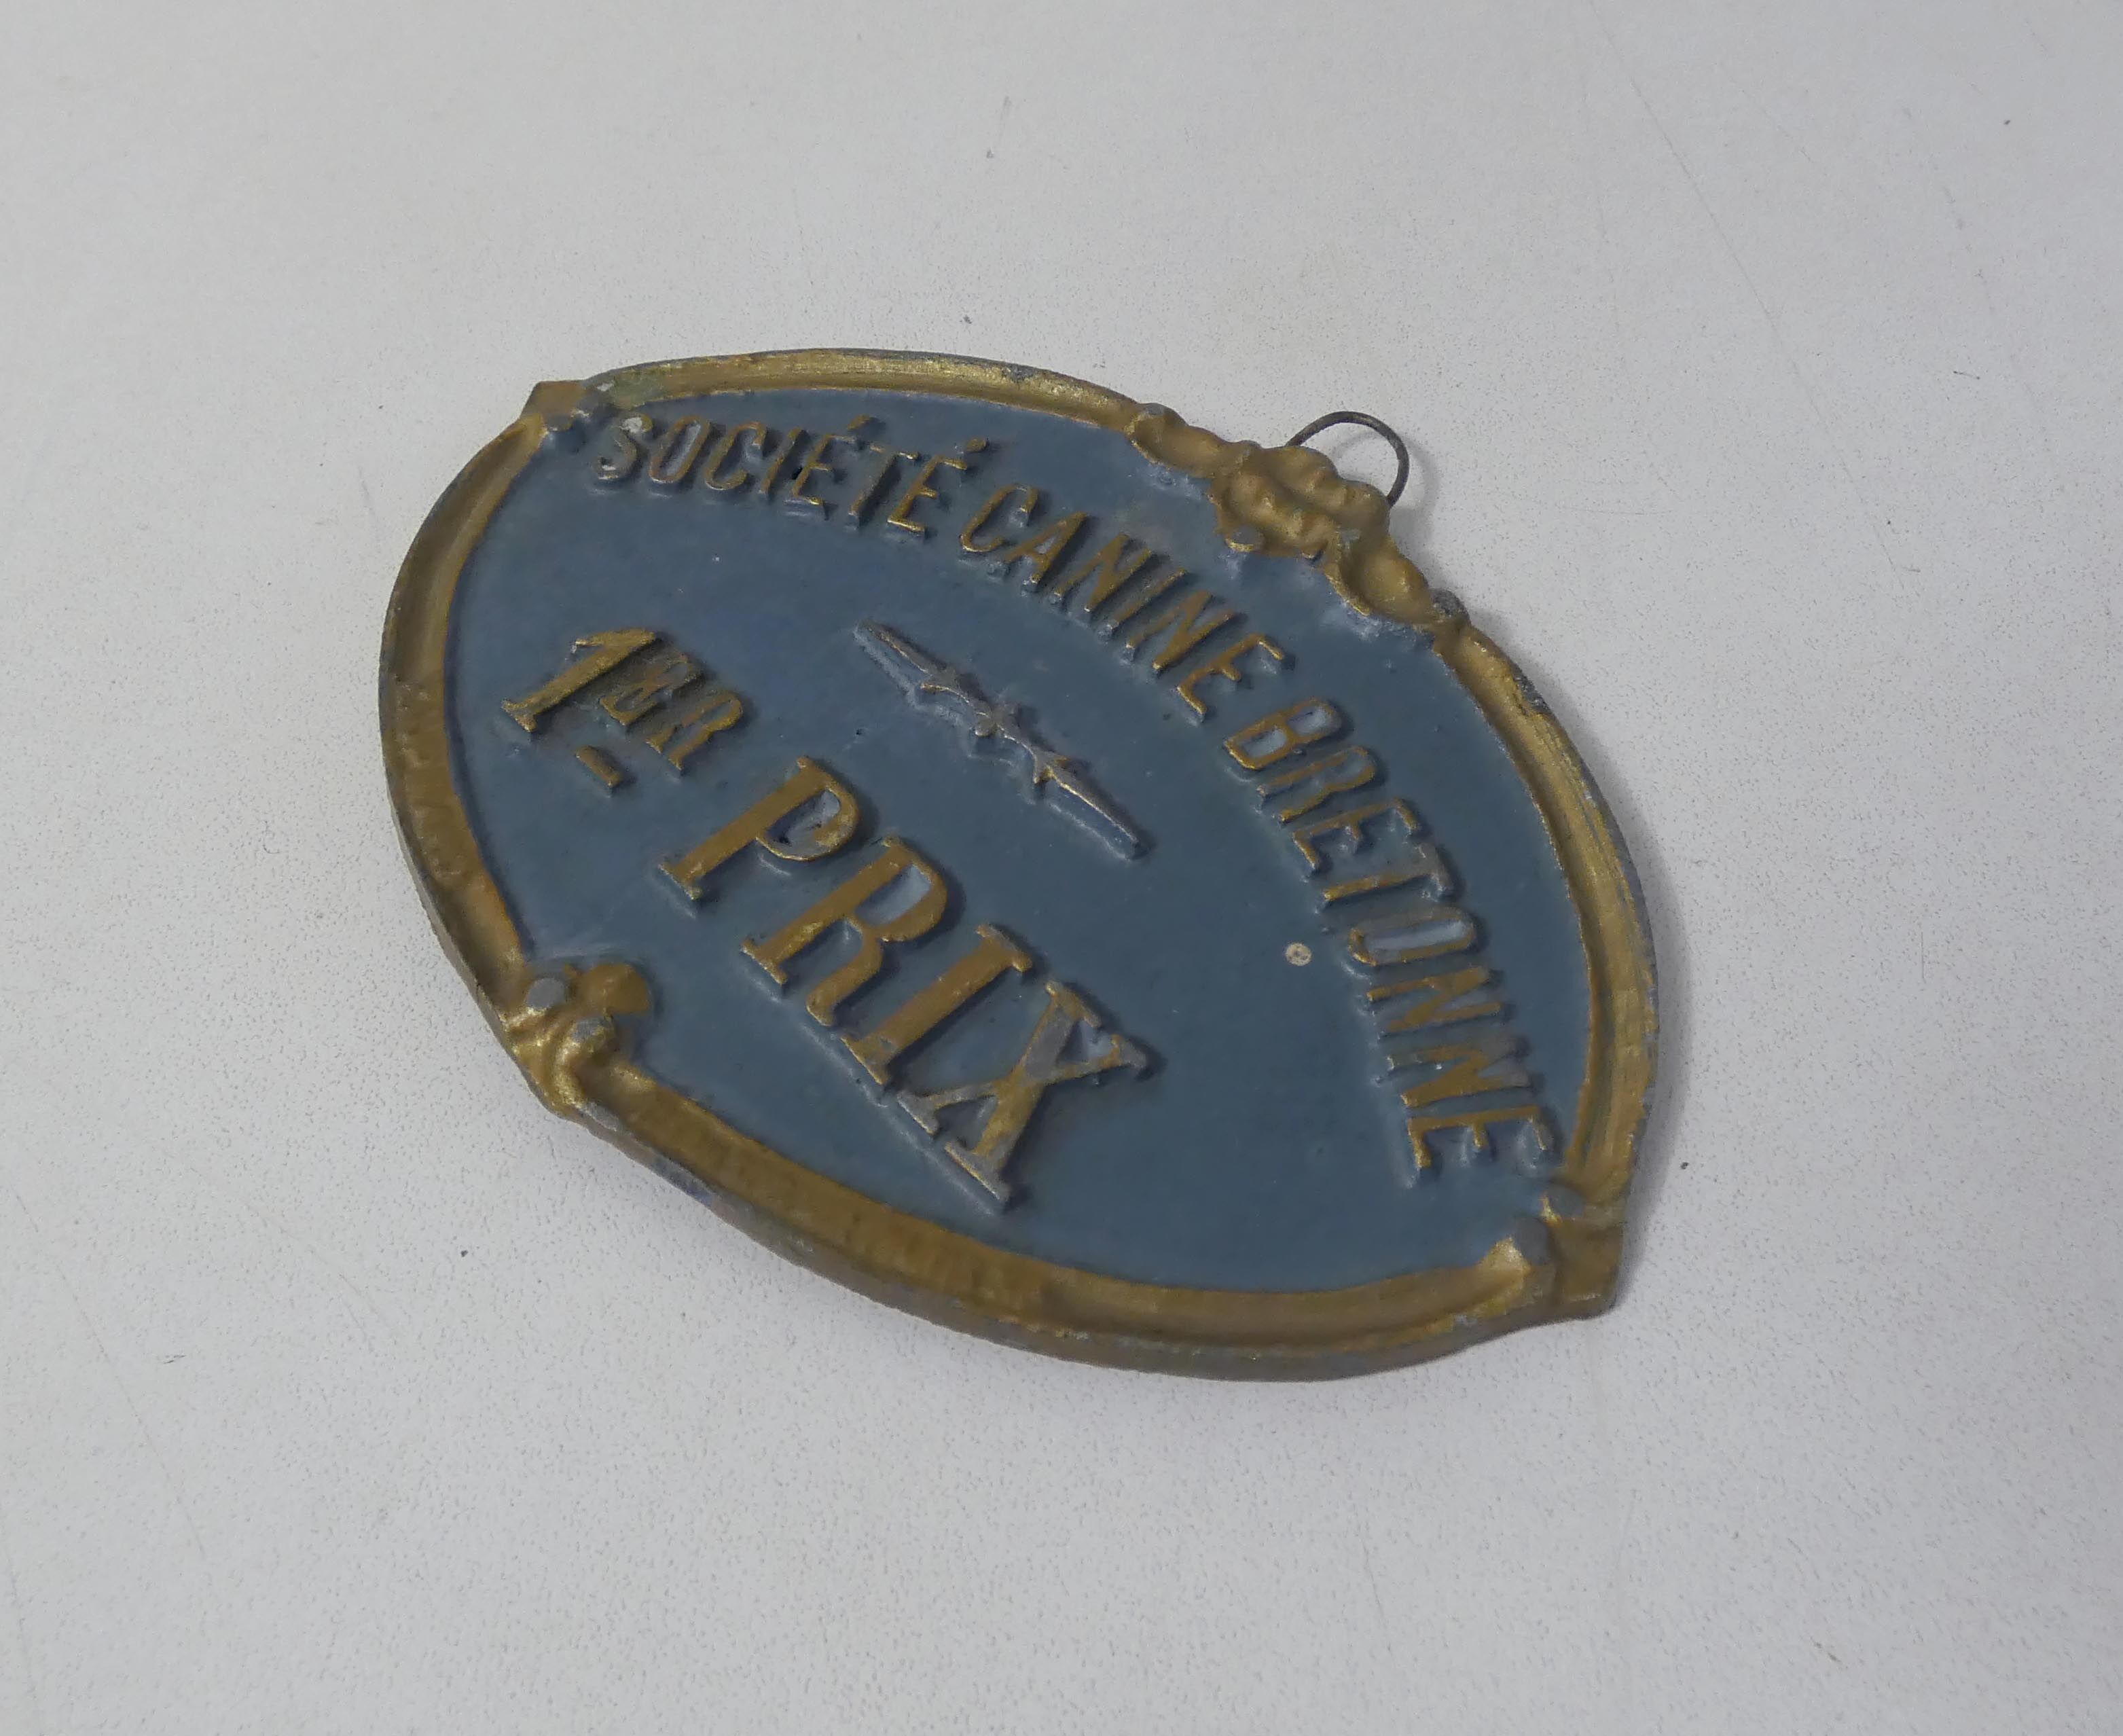 SOCIÉTÉ CANINE BRETONNE
1ER PRIX